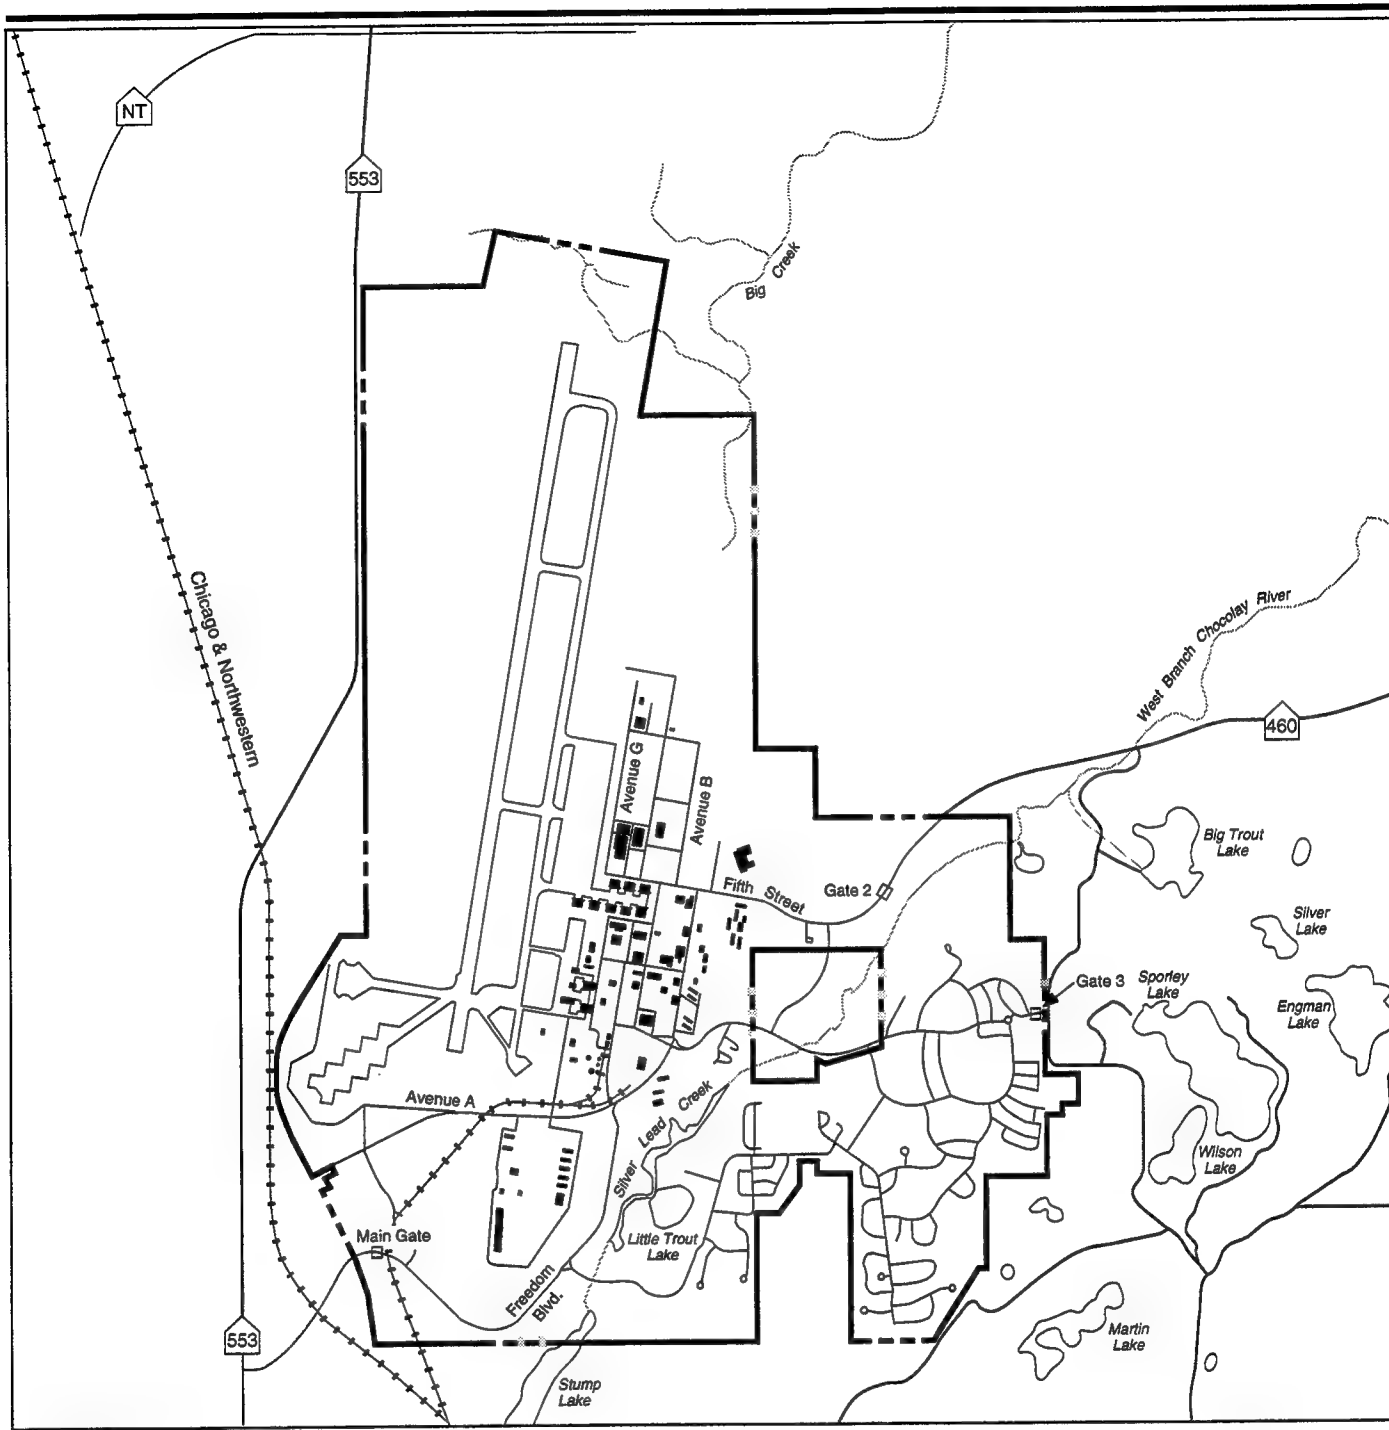 NT
553
Big Creek
Chicago & Northwestern
West Branch Chocolay River
460
Avenue G
Avenue B
Big Trout
Lake
Fifth Street
Gate 2
Silver
Lake
Gate 3
Sporley
Lake
Engman
Lake
Avenue A
Silver Lead Creek
Wilson
Lake
Main Gate
Little Trout
Lake
Freedom
Blvd.
553
Martin
Lake
Stump
Lake